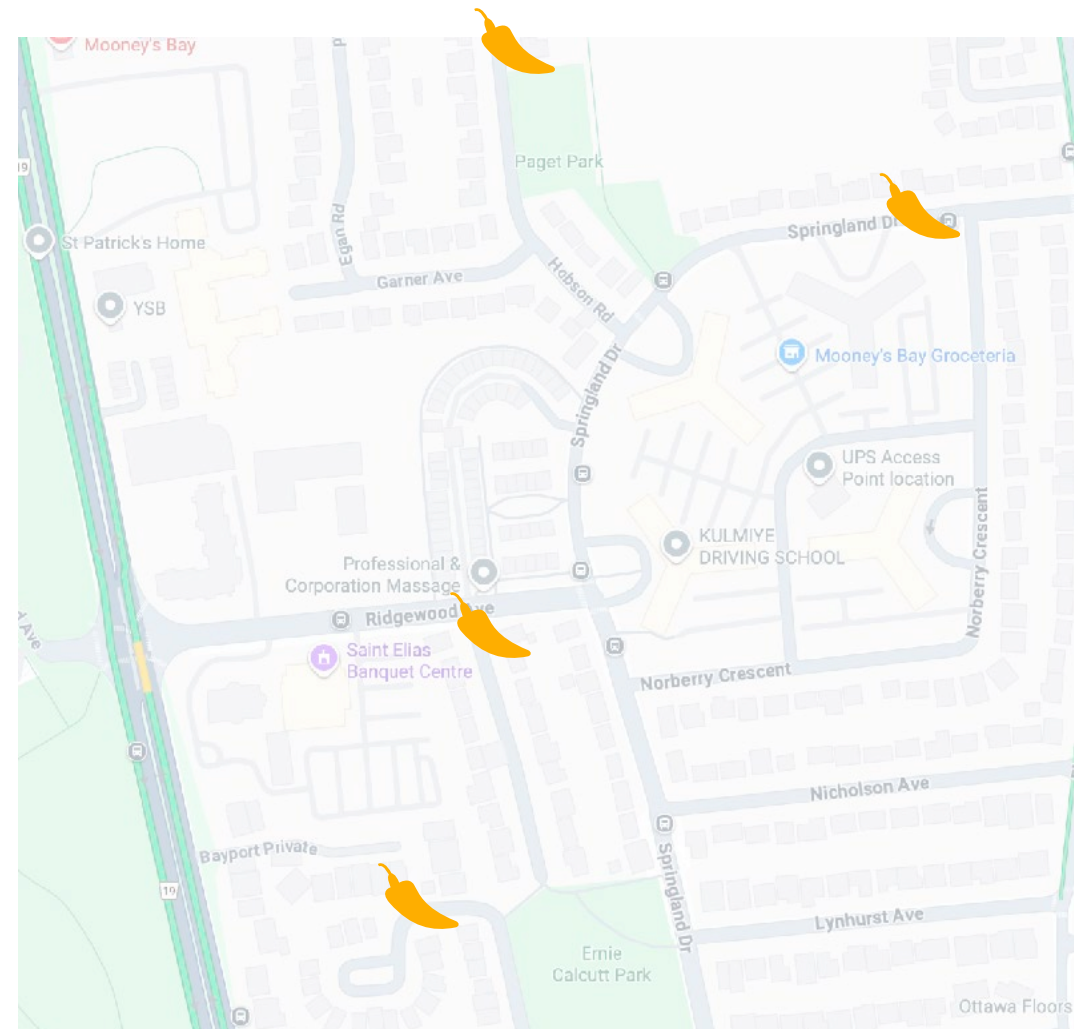 Mooney's Bay
19
Paget Park
Springland Dr
St Patrick's Home
Egan Rd
Garner Ave
Hobson Rd
YSB
Mooney's Bay Groceteria
Springland Dr
UPS Access
Point location
Norberry Crescent
KULMIYE
DRIVING SCHOOL
Professional &
Corporation Massage
Ridgewood Ave
Saint Elias
Banquet Centre
Ave
Norberry Crescent
Nicholson Ave
Bayport Private
19
Springland Dr
Lynhurst Ave
Ernie
Calcutt Park
Ottawa Floors